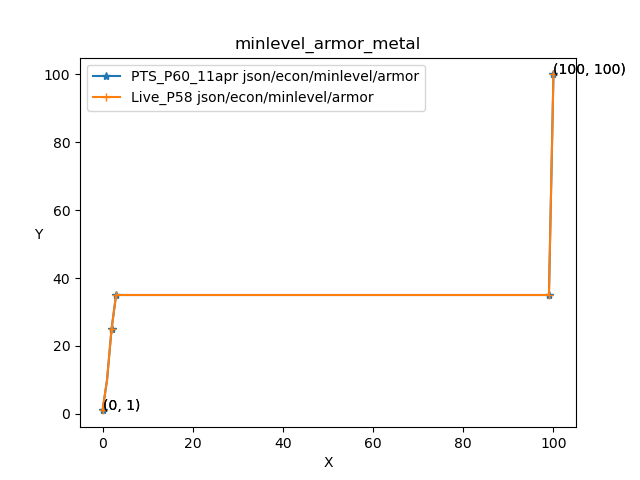 minlevel_armor_metal
PTS_P60_11apr json/econ/minlevel/armor
Live_P58 json/econ/minlevel/armor
(100, 100)
100
80
60
Y
40
20
0
(0, 1)
0 20 40 60 80 100
X